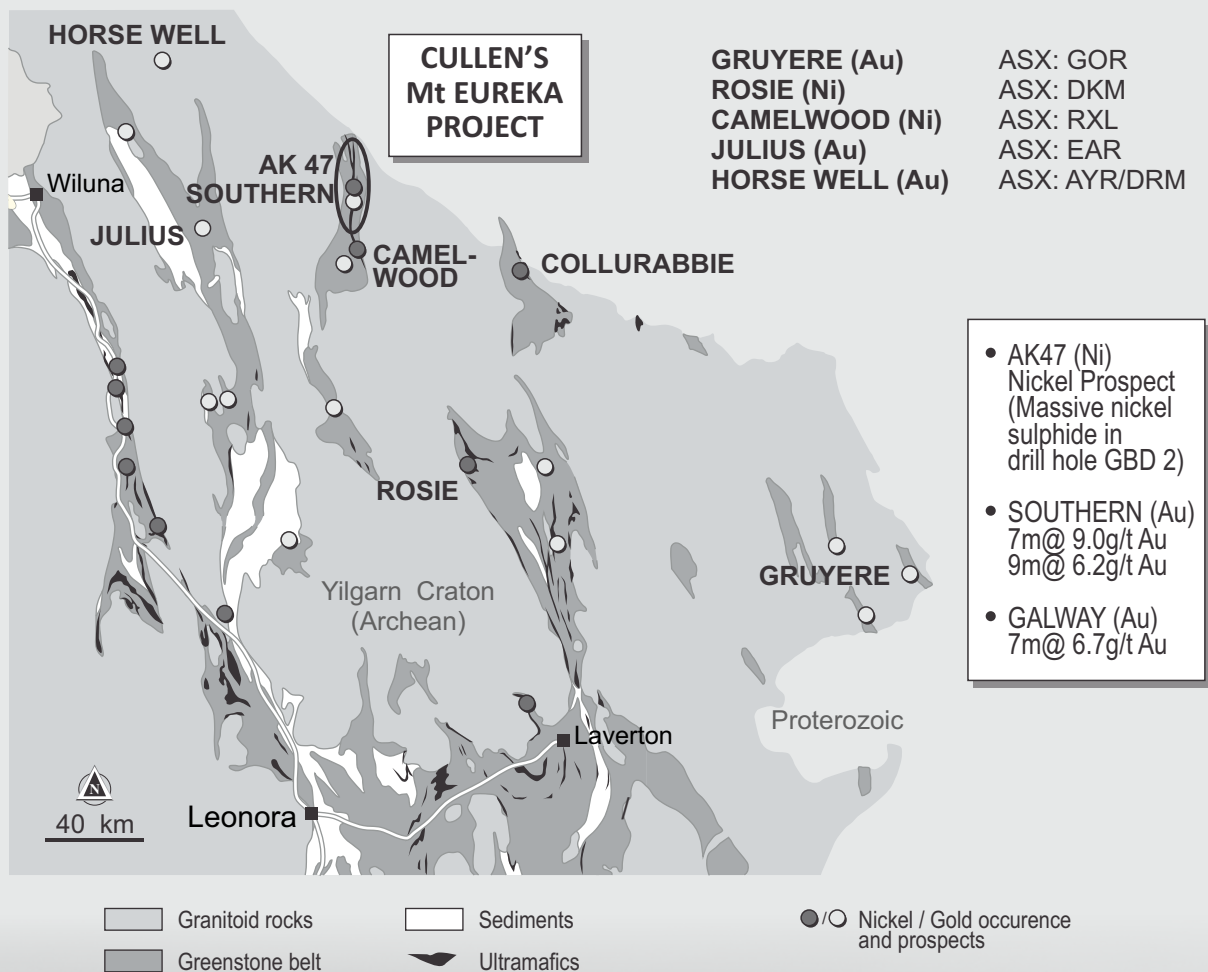 HORSE WELL
CULLEN'S
Mt EUREKA
PROJECT
GRUYERE (Au) ASX: GOR
ROSIE (Ni) ASX: DKM
CAMELWOOD (Ni) ASX: RXL
JULIUS (Au) ASX: EAR
HORSE WELL (Au) ASX: AYR/DRM
AK 47
SOUTHERN
Wiluna
JULIUS
CAMEL-
WOOD
COLLURABBIE
• AK47 (Ni)
Nickel Prospect
(Massive nickel
sulphide in
drill hole GBD 2)
• SOUTHERN (Au)
7m@ 9.0g/t Au
9m@ 6.2g/t Au
• GALWAY (Au)
7m@ 6.7g/t Au
ROSIE
GRUYERE
Yilgarn Craton
(Archean)
Proterozoic
Laverton
Leonora
N
40 km
Granitoid rocks
Greenstone belt
Sediments
Ultramafics
/ Nickel / Gold occurence
and prospects